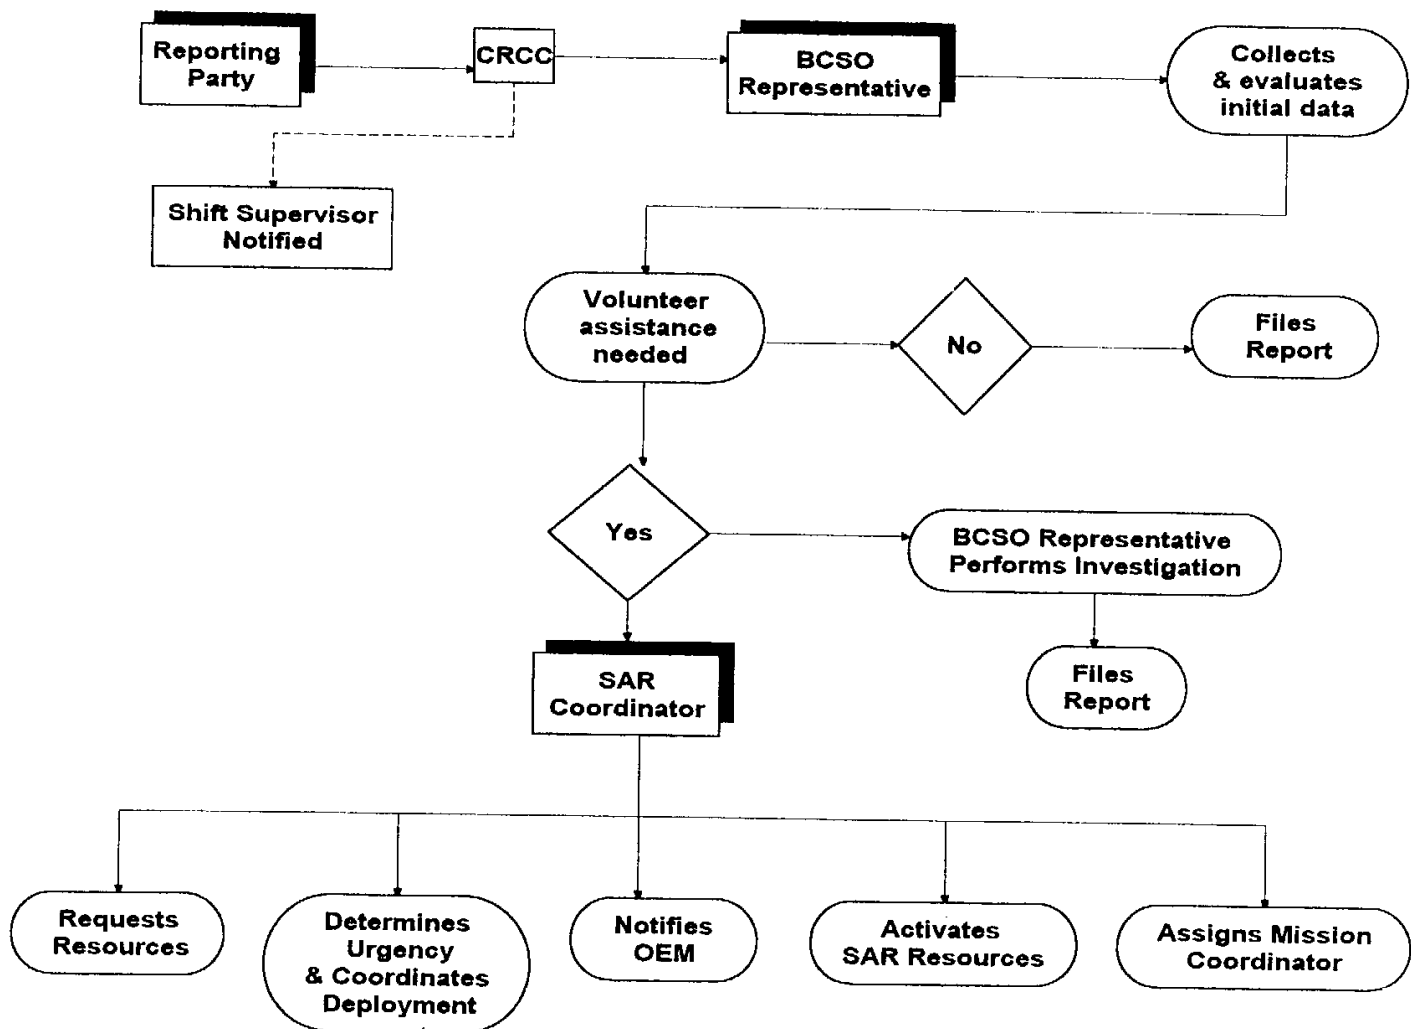 Reporting
Party
CRCC
BCSO
Representative
Collects
& evaluates
initial data
Shift Supervisor
Notified
Volunteer
assistance
needed
No
Files
Report
Yes
BCSO Representative
Performs Investigation
Files
Report
SAR
Coordinator
Requests
Resources
Determines
Urgency
& Coordinates
Deployment
Notifies
OEM
Activates
SAR Resources
Assigns Mission
Coordinator